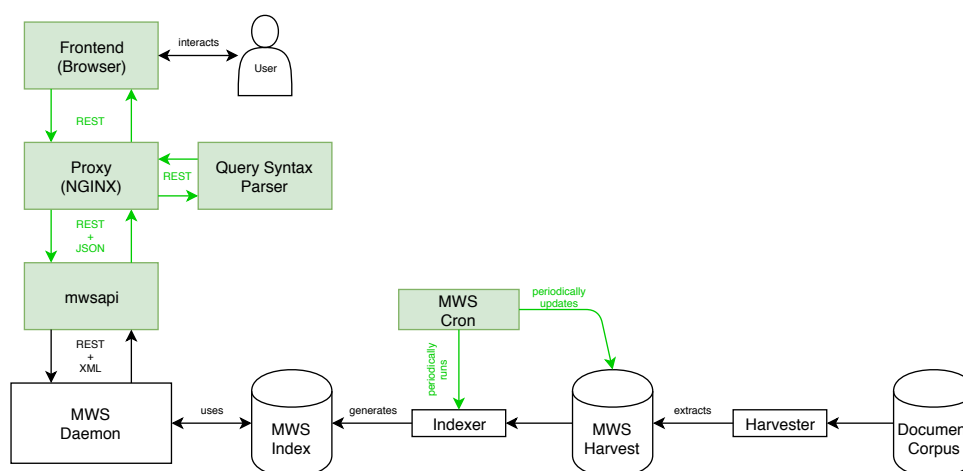 Frontend
(Browser)
interacts
User
REST
Proxy
(NGINX)
REST
Query Syntax
Parser
REST
+
JSON
mwsapi
MWS
Cron
periodically
updates
periodically
runs
REST
+
XML
MWS
Daemon
uses
MWS
Index
generates
Indexer
MWS
Harvest
extracts
Harvester
Documen
Corpus